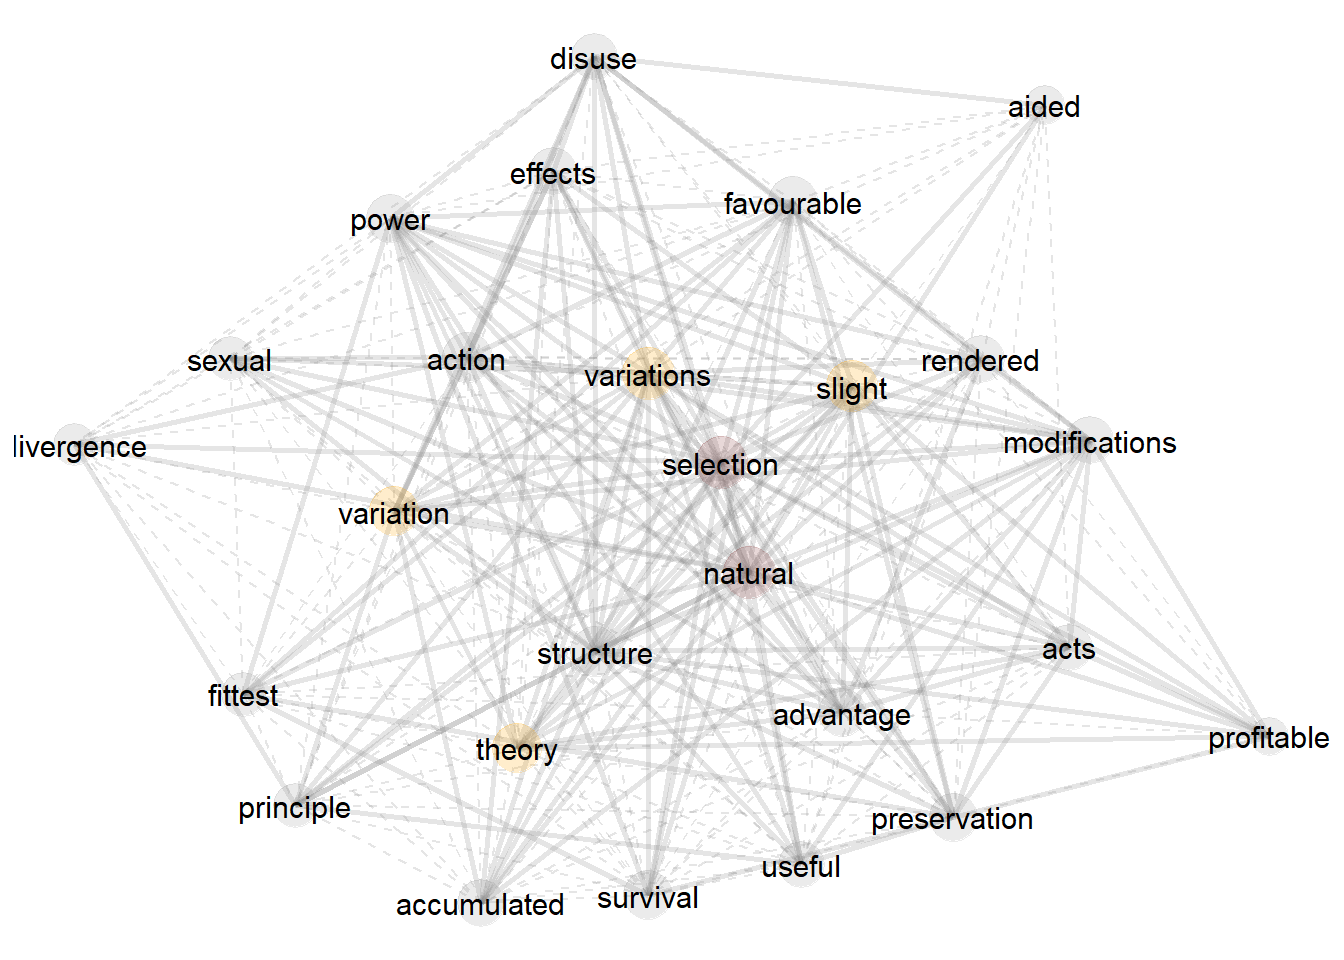 disuse
aided
effects
favourable
power
sexual
action
variations
slight
rendered
livergence
selection
modifications
variation
natural
structure
acts
fittest
advantage
theory
profitable
principle
preservation
useful
accumulated
survival